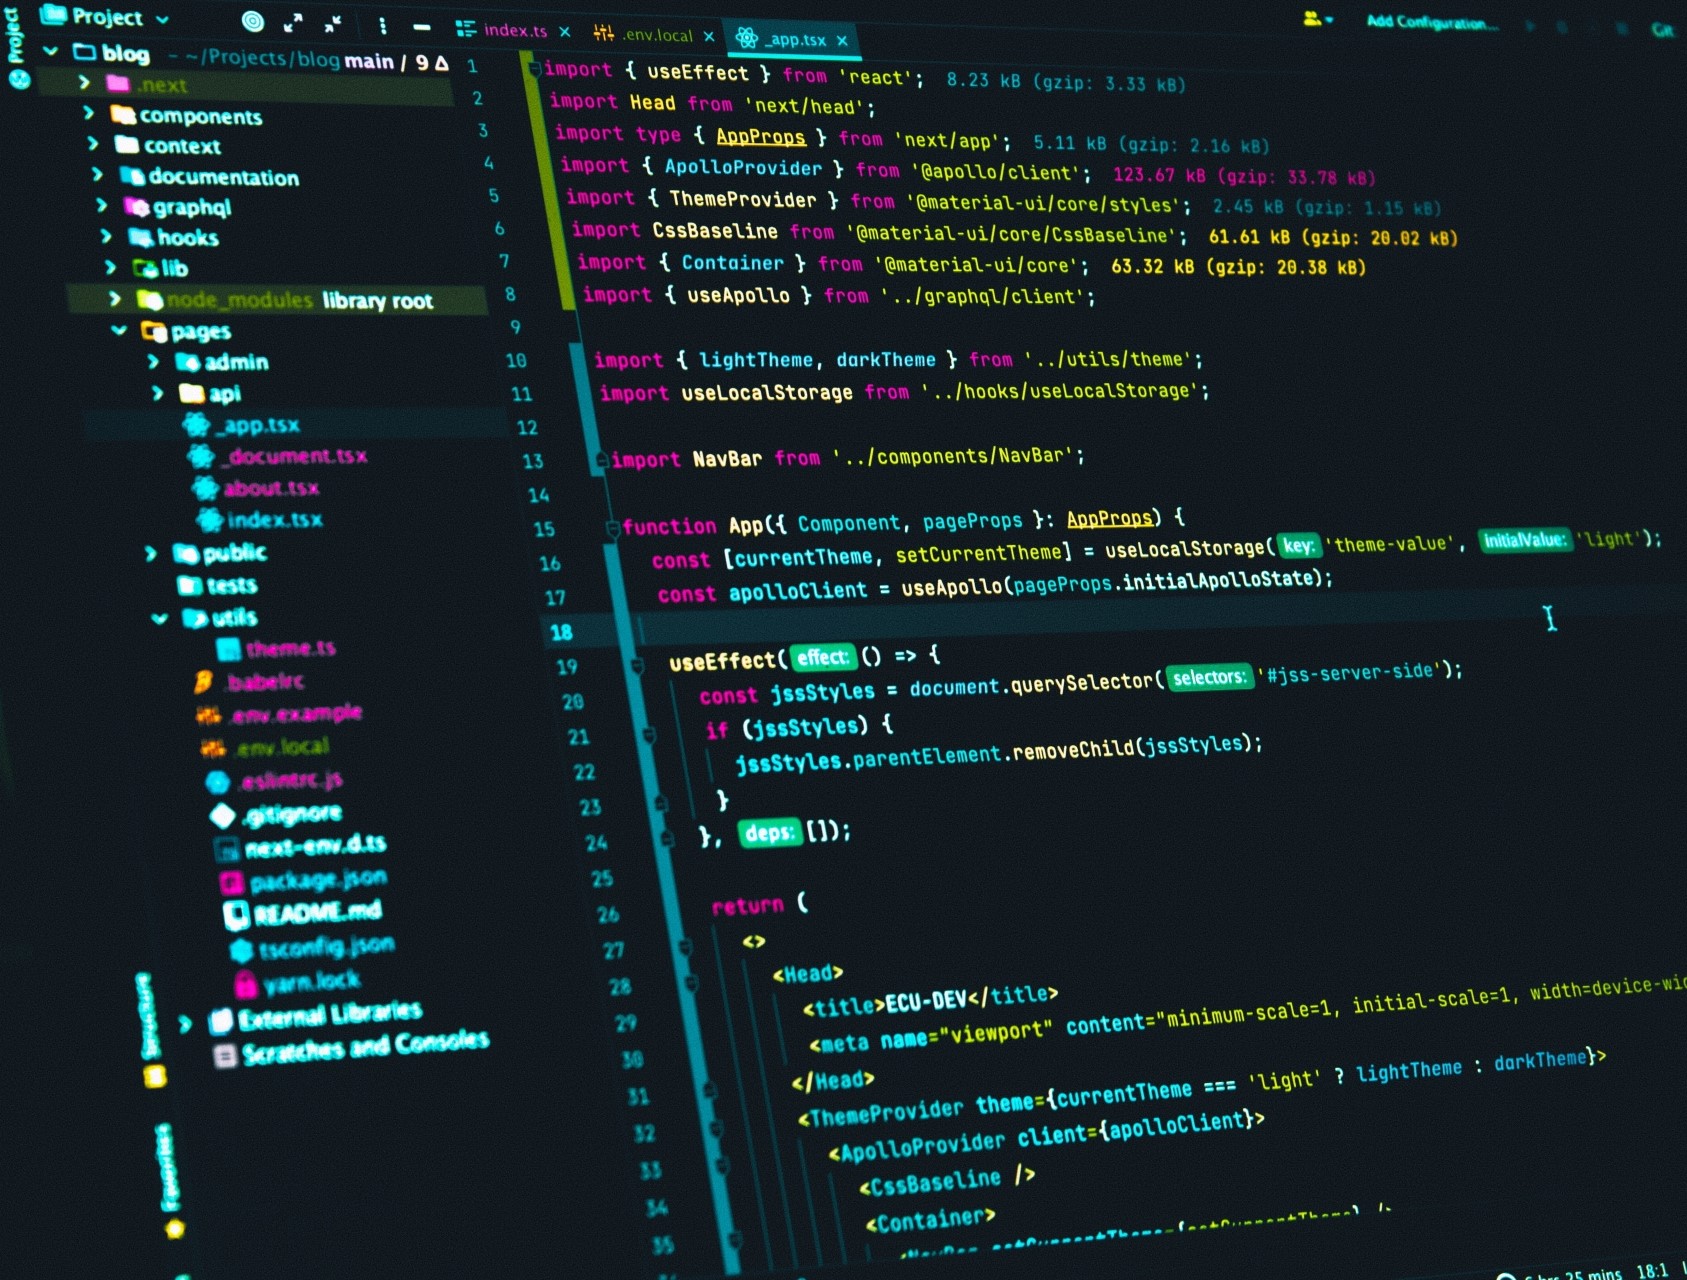 Project
Project
index.ts
.env.local
_app.tsx
Add Configuration...
Git
blog ~/Projects/blog main / 9 Δ
.next
components
context
documentation
graphql
hooks
lib
node_modules library root
pages
admin
api
_app.tsx
_document.tsx
about.tsx
index.tsx
public
tests
utils
theme.ts
.babelrc
.env.example
.env.local
.eslintrc.js
.gitignore
next-env.d.ts
package.json
README.md
tsconfig.json
yarn.lock
External Libraries
Scratches and Consoles
Structure
Favorites
1 import { useEffect } from 'react'; 8.23 kB (gzip: 3.33 kB)
2 import Head from 'next/head';
3 import type { AppProps } from 'next/app'; 5.11 kB (gzip: 2.16 kB)
4 import { ApolloProvider } from '@apollo/client'; 123.67 kB (gzip: 33.78 kB)
5 import { ThemeProvider } from '@material-ui/core/styles'; 2.45 kB (gzip: 1.15 kB)
6 import CssBaseline from '@material-ui/core/CssBaseline'; 61.61 kB (gzip: 20.02 kB)
7 import { Container } from '@material-ui/core'; 63.32 kB (gzip: 20.38 kB)
8 import { useApollo } from '../graphql/client';
9
10 import { lightTheme, darkTheme } from '../utils/theme';
11 import useLocalStorage from '../hooks/useLocalStorage';
12
13 import NavBar from '../components/NavBar';
14
15 function App({ Component, pageProps }: AppProps) {
16 const [currentTheme, setCurrentTheme] = useLocalStorage( key: 'theme-value', initialValue: 'light');
17 const apolloClient = useApollo(pageProps.initialApolloState);
18
19 useEffect( effect: () => {
20 const jssStyles = document.querySelector( selectors: '#jss-server-side');
21 if (jssStyles) {
22 jssStyles.parentElement.removeChild(jssStyles);
23 }
24 }, deps: []);
25
26 return (
27 <>
28 <Head>
29 <title>ECU-DEV</title>
30 <meta name="viewport" content="minimum-scale=1, initial-scale=1, width=device-wi
31 </Head>
32 <ThemeProvider theme={currentTheme === 'light' ? lightTheme : darkTheme}>
33 <ApolloProvider client={apolloClient}>
34 <CssBaseline />
35 <Container>
<NavBar setCurrentTheme={setCurrentTheme} />
25 mins 18:1